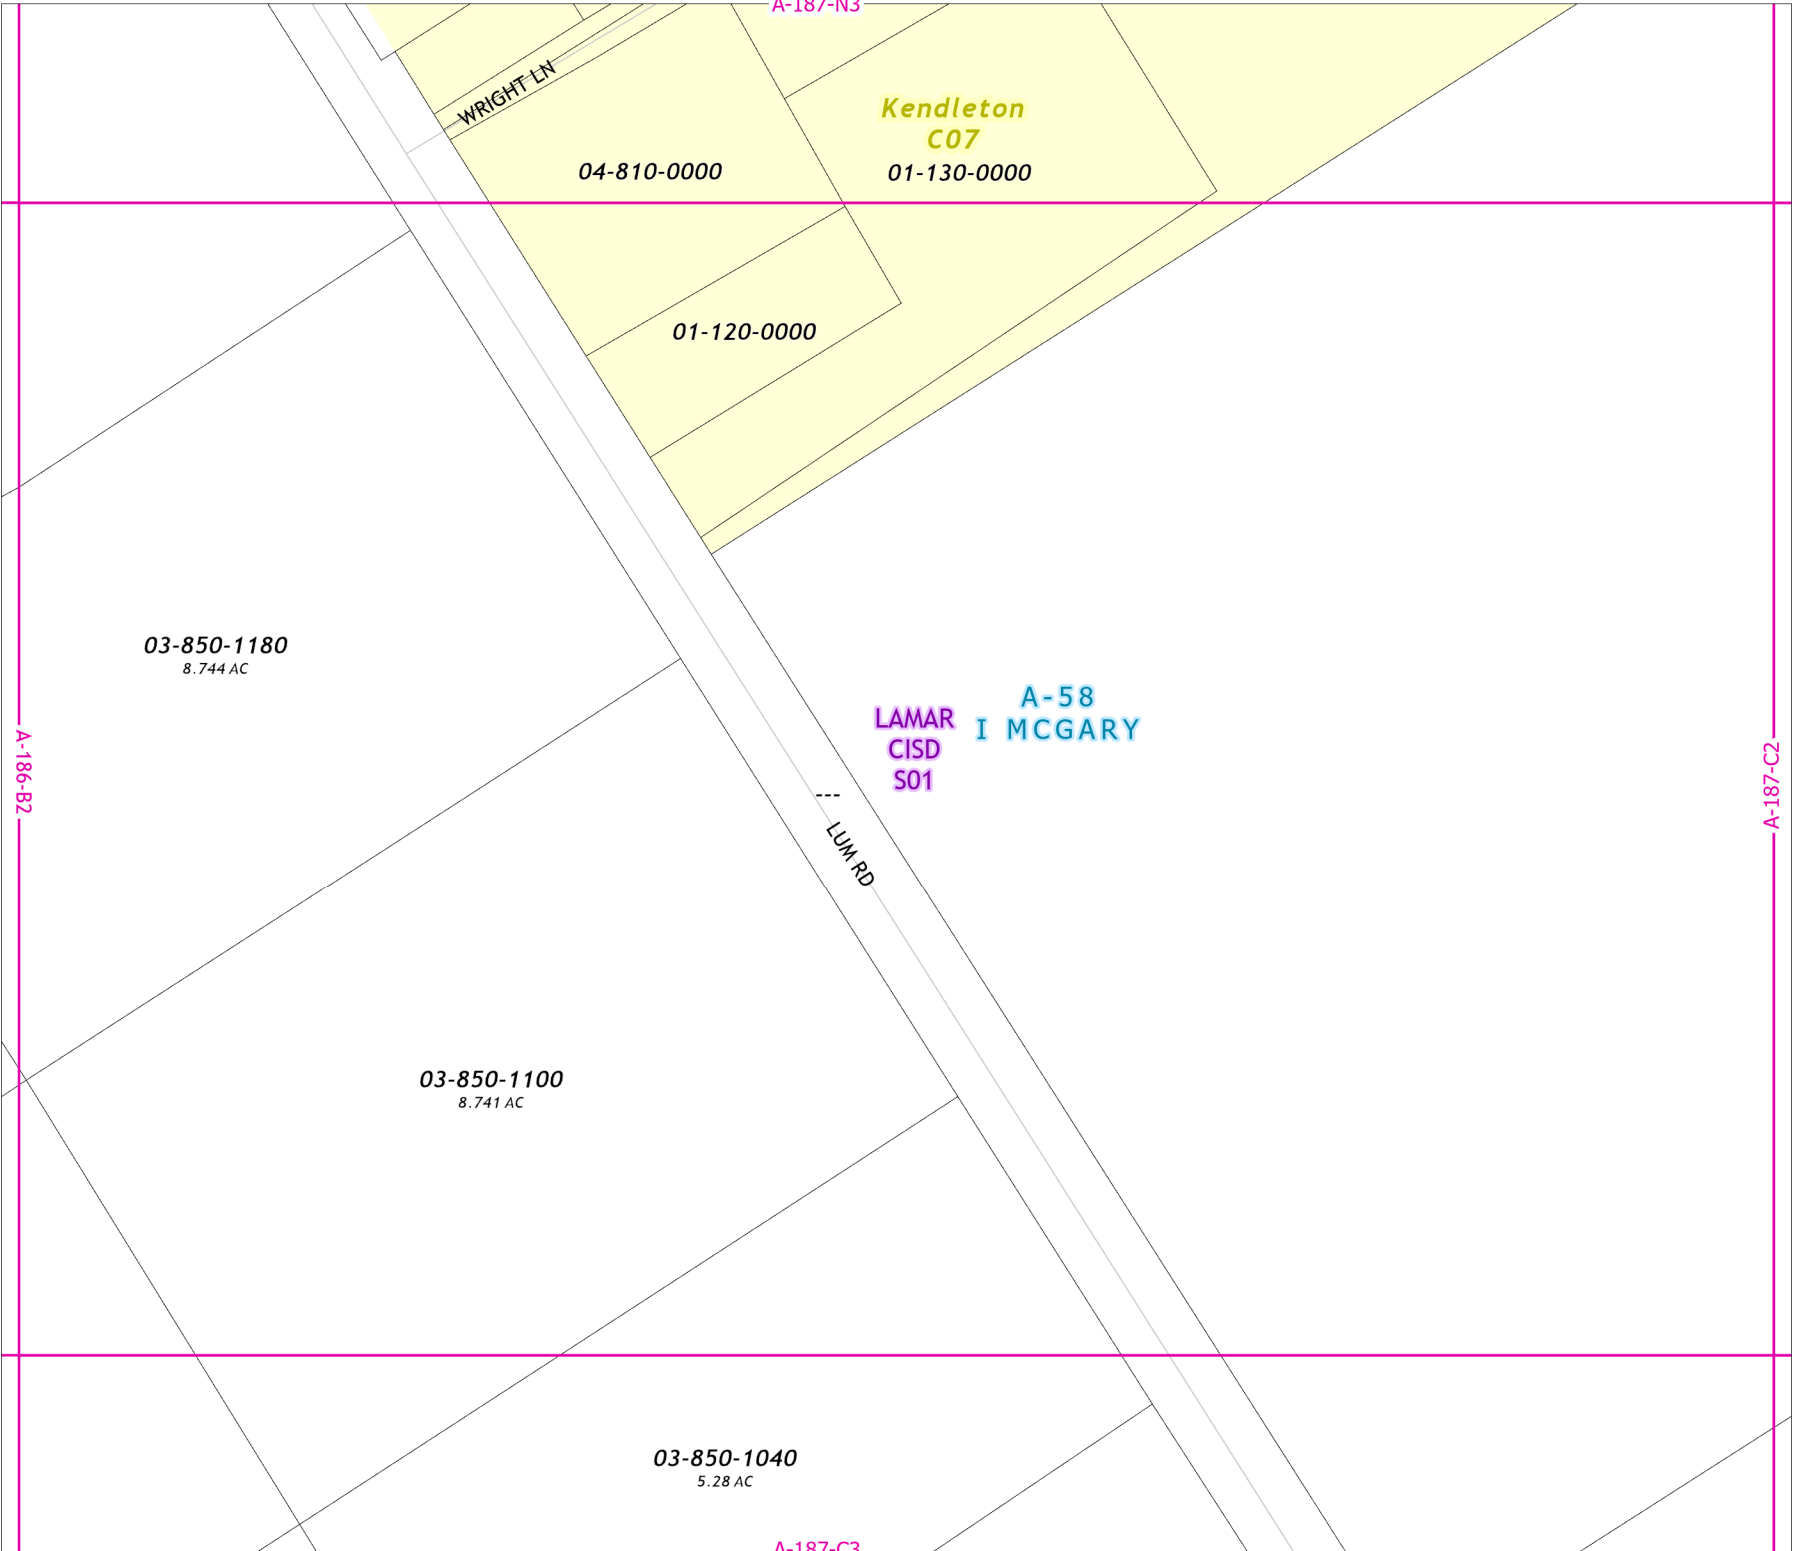 A-187-N3
WRIGHT LN
Kendleton
C07
04-810-0000
01-130-0000
01-120-0000
03-850-1180
8.744 AC
A-58
I MCGARY
LAMAR
CISD
S01
A-186-B2
A-187-C2
---
LUM RD
03-850-1100
8.741 AC
03-850-1040
5.28 AC
A-187-C3